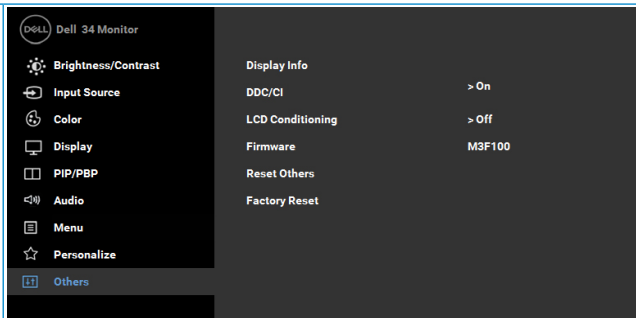 DELL Dell 34 Monitor
Brightness/Contrast Display Info
Input Source DDC/CI > On
Color LCD Conditioning > Off
Display Firmware M3F100
PIP/PBP Reset Others
Audio Factory Reset
Menu
Personalize
Others